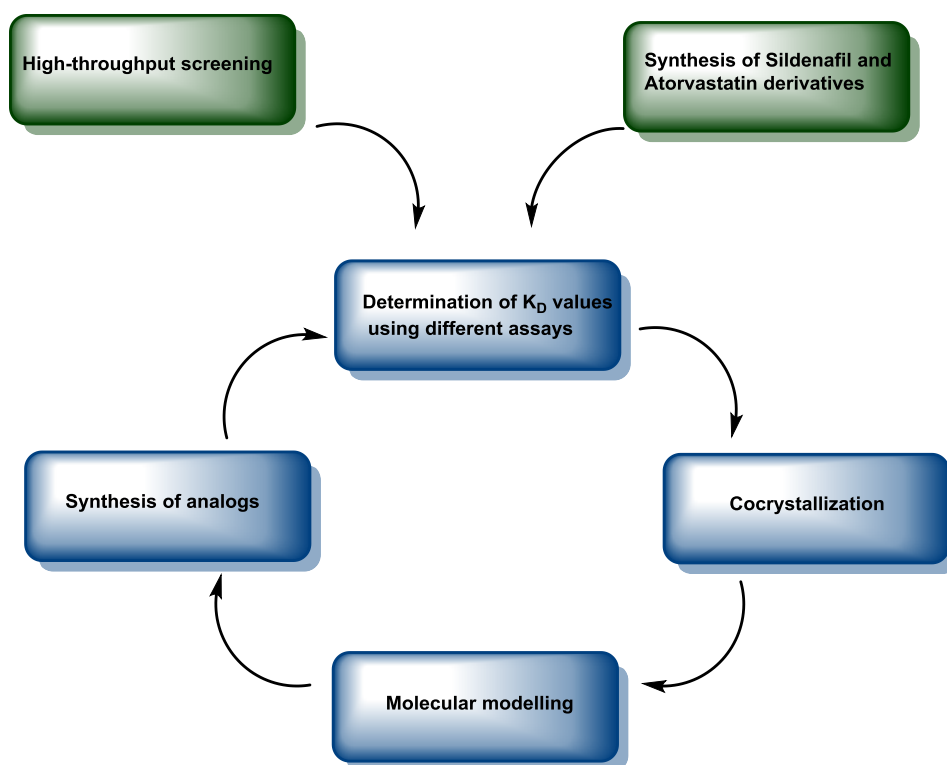 High-throughput screening
Synthesis of Sildenafil and
Atorvastatin derivatives
Determination of KD values
using different assays
Synthesis of analogs
Cocrystallization
Molecular modelling